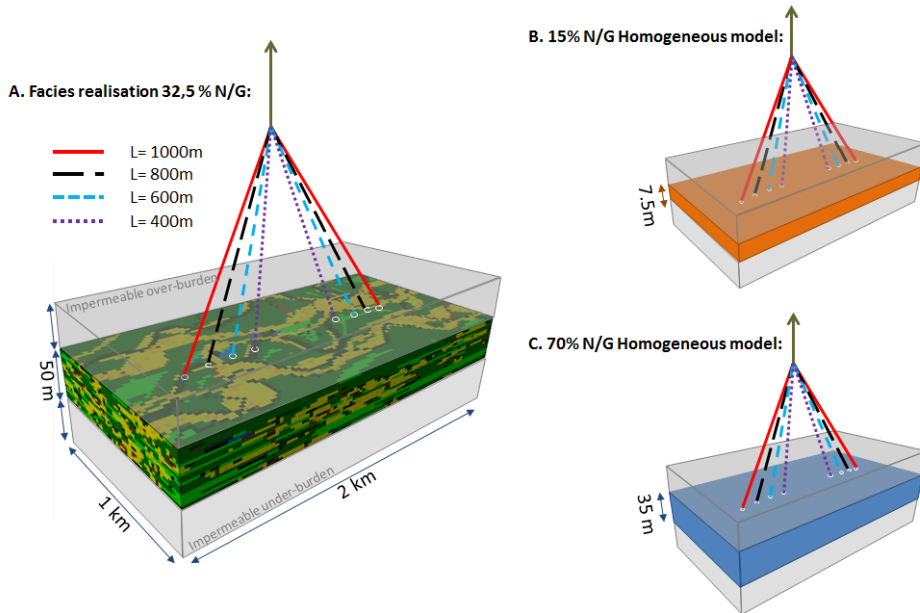 A. Facies realisation 32,5 % N/G:
L= 1000m
L= 800m
L= 600m
L= 400m
Impermeable over-burden
50 m
1 km
2 km
Impermeable under-burden
B. 15% N/G Homogeneous model:
7.5m
C. 70% N/G Homogeneous model:
35 m